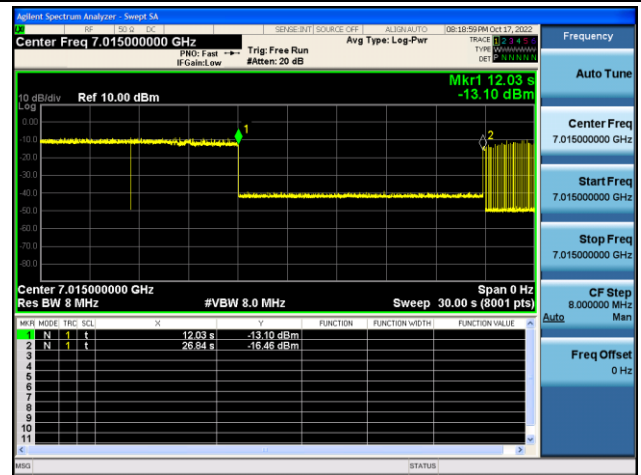 Agilent Spectrum Analyzer - Swept SA
RF 50 Ω DC SENSE:INT SOURCE OFF ALIGNAUTO 08:18:59PM Oct 17, 2022
Center Freq 7.015000000 GHz
PNO: Fast
IFGain:Low
Trig: Free Run
#Atten: 20 dB
Avg Type: Log-Pwr
TRACE 1 2 3 4 5 6
TYPE
DET P N N N N N
Mkr1 12.03 s
-13.10 dBm
10 dB/div Ref 10.00 dBm
Log
0.00
-10.0
-20.0
-30.0
-40.0
-50.0
-60.0
-70.0
-80.0
1
2
Center 7.015000000 GHz Span 0 Hz
Res BW 8 MHz #VBW 8.0 MHz Sweep 30.00 s (8001 pts)
MKR MODE TRC SCL X Y FUNCTION FUNCTION WIDTH FUNCTION VALUE
1 N 1 t 12.03 s -13.10 dBm
2 N 1 t 26.84 s -16.46 dBm
3
4
5
6
7
8
9
10
11
MSG STATUS
Frequency
Auto Tune
Center Freq
7.015000000 GHz
Start Freq
7.015000000 GHz
Stop Freq
7.015000000 GHz
CF Step
8.000000 MHz
Auto Man
Freq Offset
0 Hz